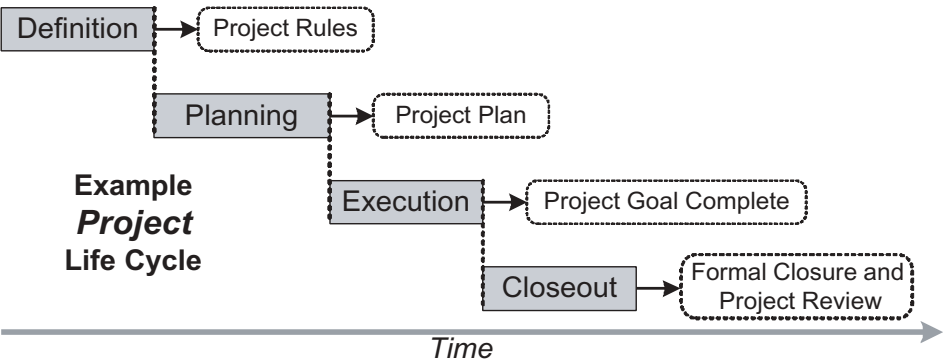 Definition
Project Rules
Planning
Project Plan
Example
Project
Life Cycle
Execution
Project Goal Complete
Closeout
Formal Closure and
Project Review
Time